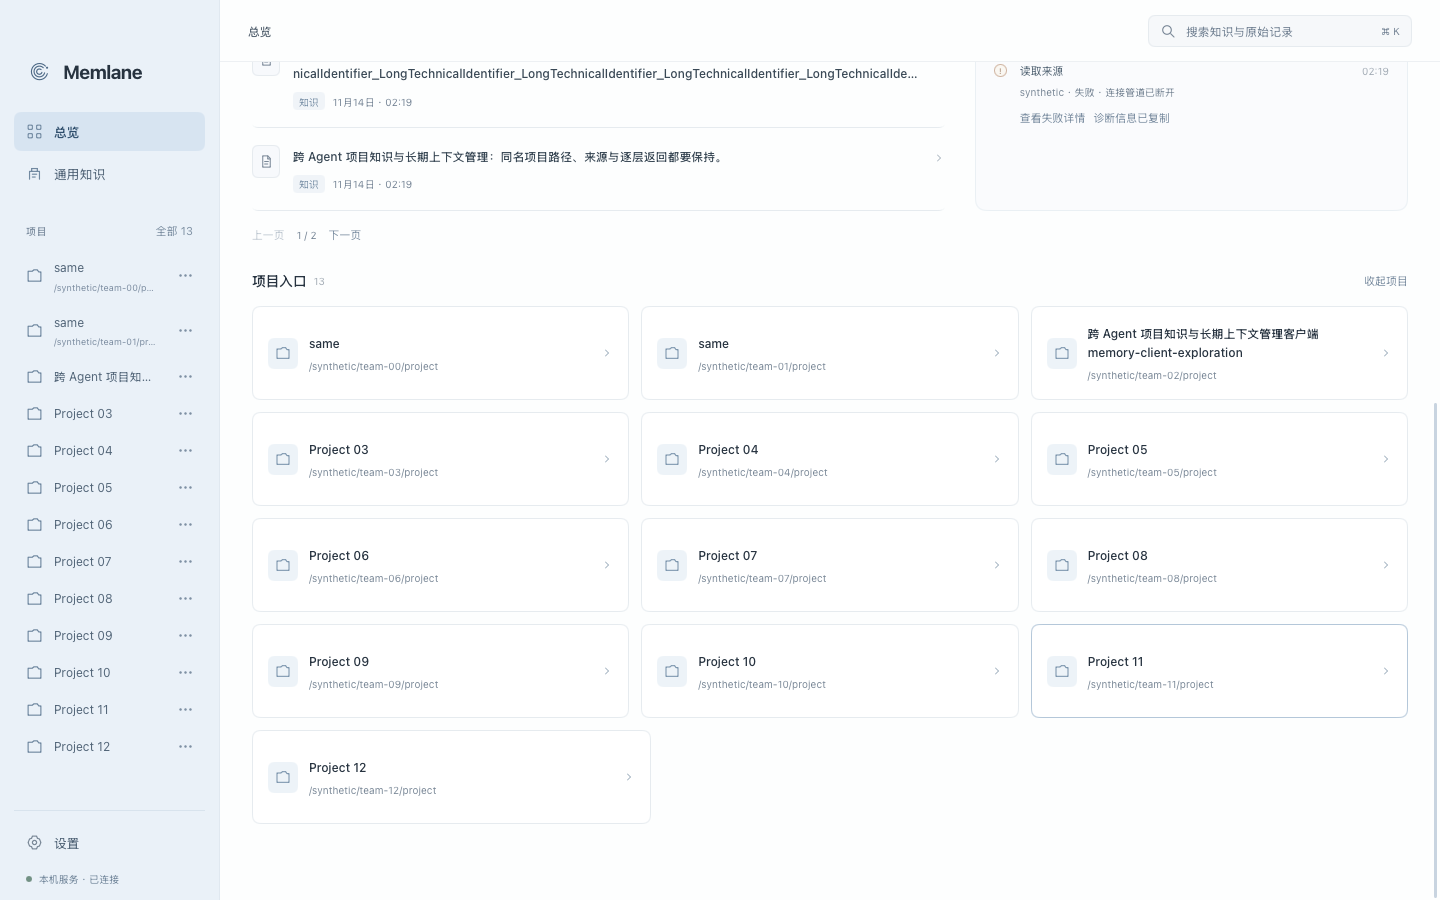 Memlane
总览
通用知识
项目
全部 13
same
/synthetic/team-00/p...
same
/synthetic/team-01/pr...
跨 Agent 项目知...
Project 03
Project 04
Project 05
Project 06
Project 07
Project 08
Project 09
Project 10
Project 11
Project 12
设置
本机服务 · 已连接
总览
搜索知识与原始记录
⌘ K
nicalIdentifier_LongTechnicalIdentifier_LongTechnicalIdentifier_LongTechnicalIdentifier_LongTechnicalIde...
知识 11月14日 · 02:19
跨 Agent 项目知识与长期上下文管理：同名项目路径、来源与逐层返回都要保持。
知识 11月14日 · 02:19
上一页 1 / 2 下一页
读取来源 02:19
synthetic · 失败 · 连接管道已断开
查看失败详情 诊断信息已复制
项目入口 13
收起项目
same
/synthetic/team-00/project
same
/synthetic/team-01/project
跨 Agent 项目知识与长期上下文管理客户端
memory-client-exploration
/synthetic/team-02/project
Project 03
/synthetic/team-03/project
Project 04
/synthetic/team-04/project
Project 05
/synthetic/team-05/project
Project 06
/synthetic/team-06/project
Project 07
/synthetic/team-07/project
Project 08
/synthetic/team-08/project
Project 09
/synthetic/team-09/project
Project 10
/synthetic/team-10/project
Project 11
/synthetic/team-11/project
Project 12
/synthetic/team-12/project